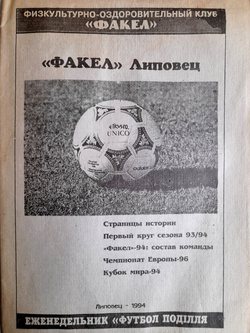 ФИЗКУЛЬТУРНО-ОЗДОРОВИТЕЛЬНЫЙ КЛУБ
«ФАКЕЛ»
«ФАКЕЛ» Липовец
UNICO
Страницы истории
Первый круг сезона 93/94
«Факел»-94: состав команды
Чемпионат Европы-96
Кубок мира-94
Липовец - 1994
ЕЖЕНЕДЕЛЬНИК «ФУТБОЛ ПОДІЛЛЯ